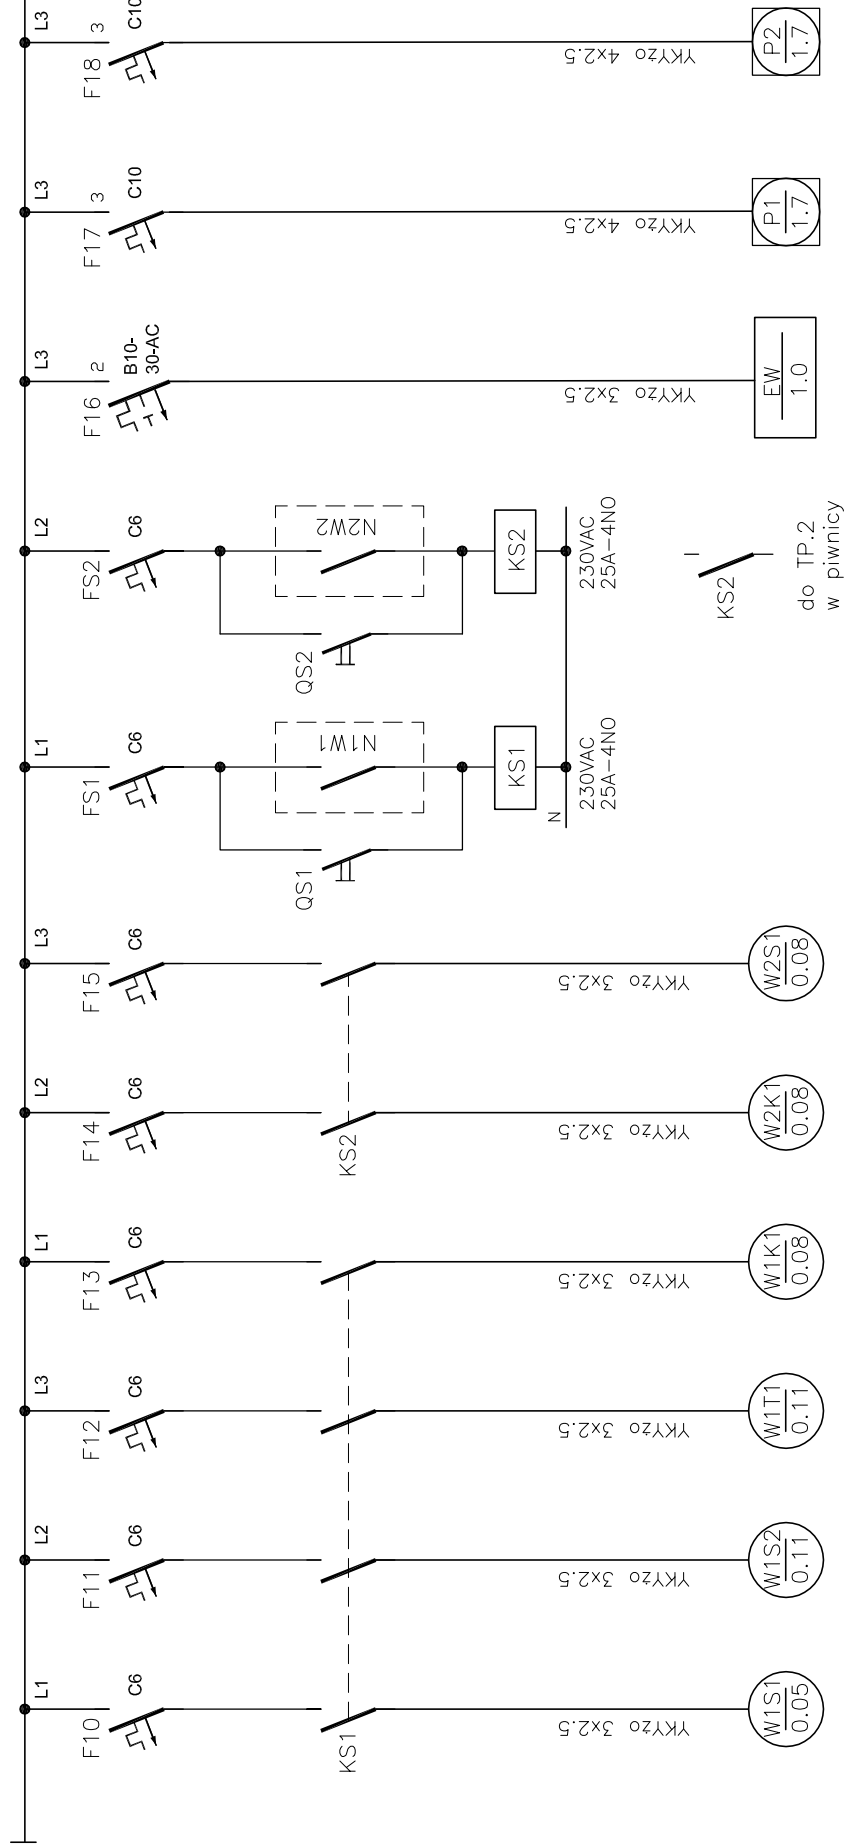 L1
F10
C6
KS1
YKYżo 3x2.5
W1S1
0.05
L2
F11
C6
YKYżo 3x2.5
W1S2
0.11
L3
F12
C6
YKYżo 3x2.5
W1T1
0.11
L1
F13
C6
YKYżo 3x2.5
W1K1
0.08
L2
F14
C6
KS2
YKYżo 3x2.5
W2K1
0.08
L3
F15
C6
YKYżo 3x2.5
W2S1
0.08
L1
FS1
C6
QS1
N1W1
KS1
N
230VAC
25A-4NO
L2
FS2
C6
QS2
N2W2
KS2
230VAC
25A-4NO
KS2
do TP.2
w piwnicy
L3
2
F16
B10-
30-AC
YKYżo 3x2.5
EW
1.0
L3
3
F17
C10
YKYżo 4x2.5
P1
1.7
L3
3
F18
C10
YKYżo 4x2.5
P2
1.7